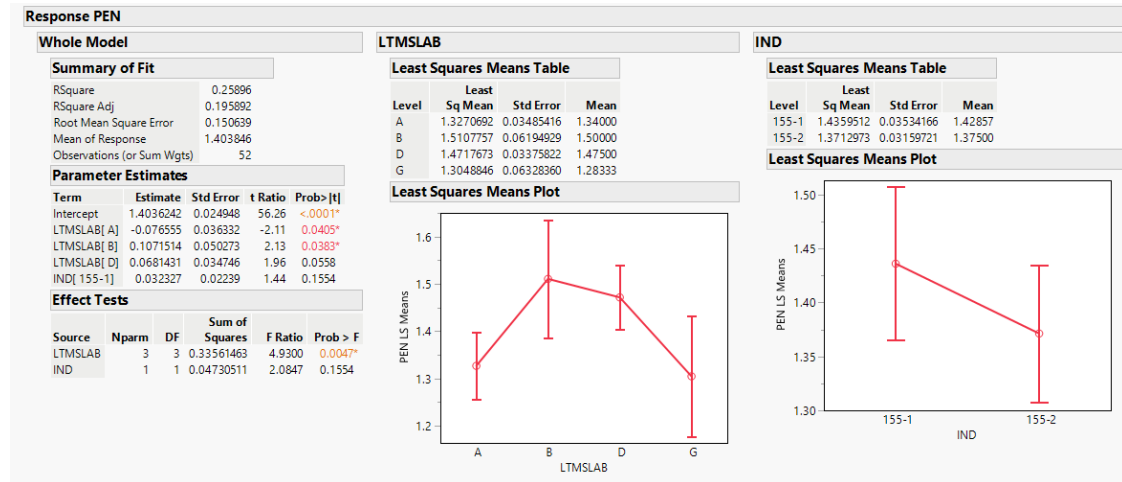 Response PEN
Whole Model
Summary of Fit
RSquare 0.25896
RSquare Adj 0.195892
Root Mean Square Error 0.150639
Mean of Response 1.403846
Observations (or Sum Wgts) 52
Parameter Estimates
Term Estimate Std Error t Ratio Prob>|t|
Intercept 1.4036242 0.024948 56.26 <.0001*
LTMSLAB[ A] -0.076555 0.036332 -2.11 0.0405*
LTMSLAB[ B] 0.1071514 0.050273 2.13 0.0383*
LTMSLAB[ D] 0.0681431 0.034746 1.96 0.0558
IND[ 155-1] 0.032327 0.02239 1.44 0.1554
Effect Tests
Sum of
Source Nparm DF Squares F Ratio Prob > F
LTMSLAB 3 3 0.33561463 4.9300 0.0047*
IND 1 1 0.04730511 2.0847 0.1554
LTMSLAB
Least Squares Means Table
Least
Level Sq Mean Std Error Mean
A 1.3270692 0.03485416 1.34000
B 1.5107757 0.06194929 1.50000
D 1.4717673 0.03375822 1.47500
G 1.3048846 0.06328360 1.28333
Least Squares Means Plot
PEN LS Means
1.6
1.5
1.4
1.3
1.2
A B D G
LTMSLAB
IND
Least Squares Means Table
Least
Level Sq Mean Std Error Mean
155-1 1.4359512 0.03534166 1.42857
155-2 1.3712973 0.03159721 1.37500
Least Squares Means Plot
PEN LS Means
1.50
1.45
1.40
1.35
1.30
155-1 155-2
IND